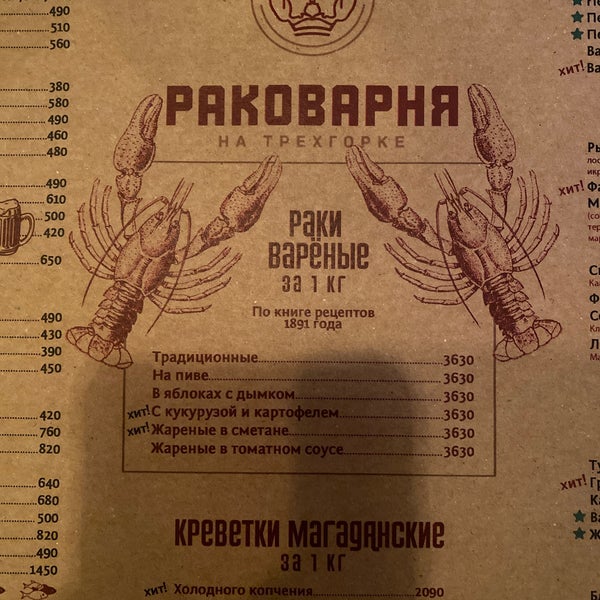 490
510
560
380
580
490
460
480
490
610
500
420
650
490
430
390
450
420
760
820
640
680
500
820
490
1450
РАКОВАРНЯ
НА ТРЕХГОРКЕ
РАКИ
ВАРЁНЫЕ
ЗА 1 КГ
По книге рецептов
1891 года
Традиционные 3630
На пиве 3630
В яблоках с дымком 3630
хит! С кукурузой и картофелем 3630
хит! Жареные в сметане 3630
Жареные в томатном соусе 3630
КРЕВЕТКИ МАГАДАНСКИЕ
ЗА 1 КГ
хит! Холодного копчения 2090
хит!
хит!
хит!